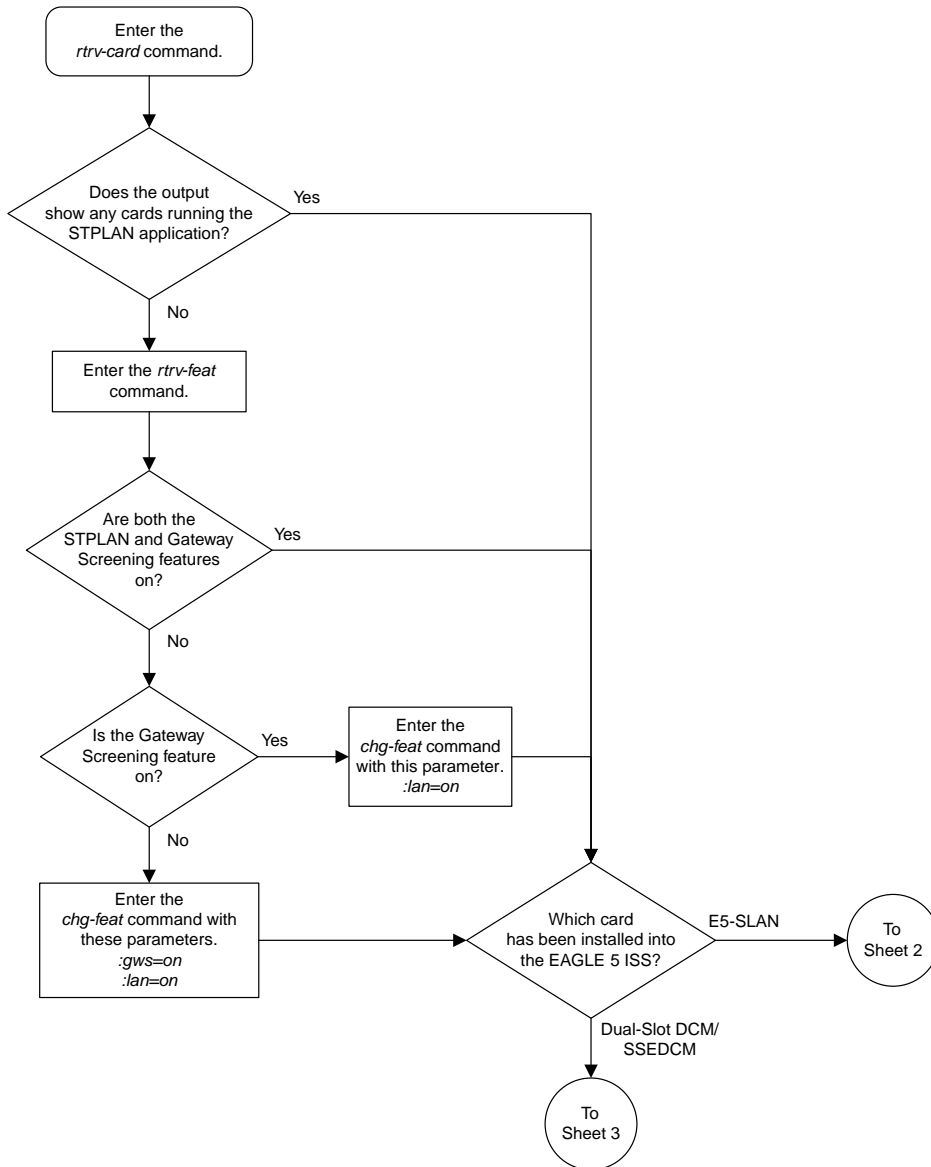 Enter the
rtrv-card command.
Does the output
show any cards running the
STPLAN application?
Yes
No
Enter the rtrv-feat
command.
Are both the
STPLAN and Gateway
Screening features
on?
Yes
No
Is the Gateway
Screening feature
on?
Yes
Enter the
chg-feat command
with this parameter.
:lan=on
No
Enter the
chg-feat command with
these parameters.
:gws=on
:lan=on
Which card
has been installed into
the EAGLE 5 ISS?
E5-SLAN
To
Sheet 2
Dual-Slot DCM/
SSEDCM
To
Sheet 3